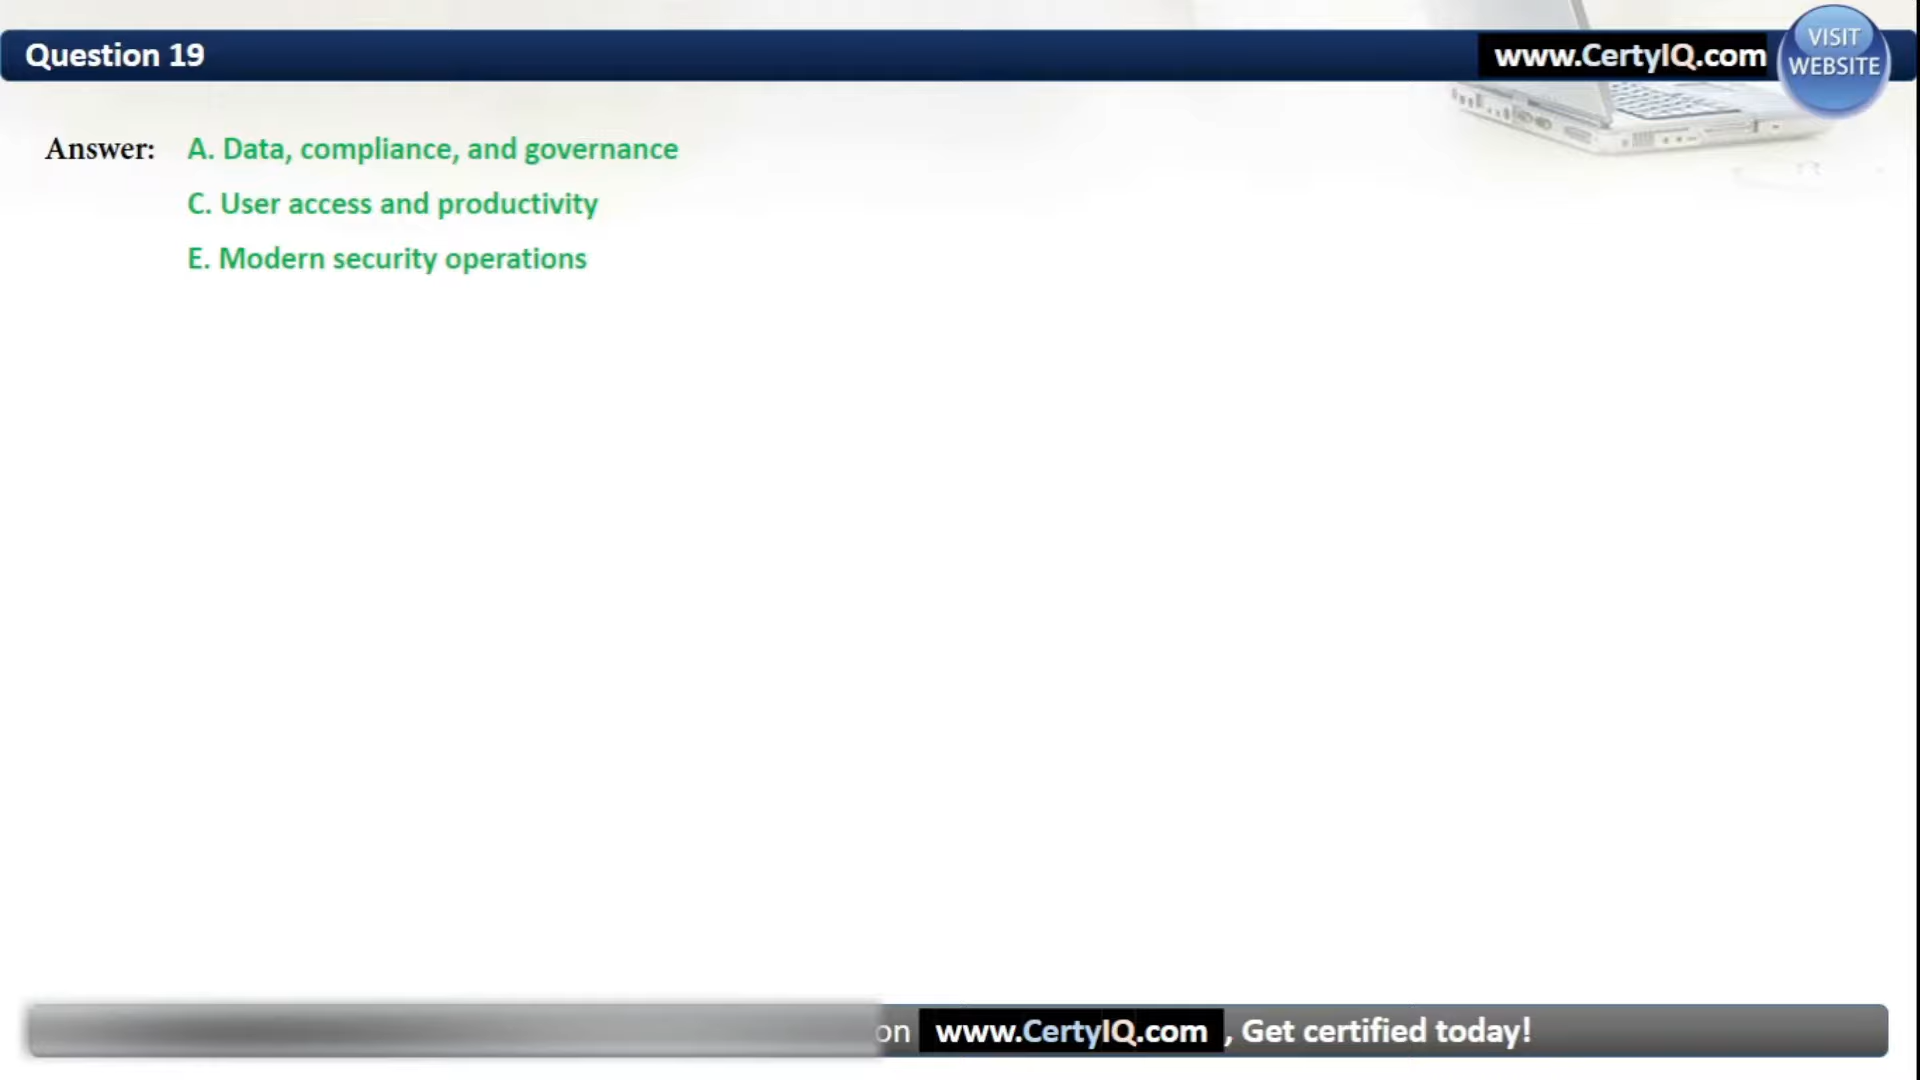 Question 19
www.CertyIQ.com
VISIT
WEBSITE
Answer: A. Data, compliance, and governance
C. User access and productivity
E. Modern security operations
on www.CertyIQ.com , Get certified today!